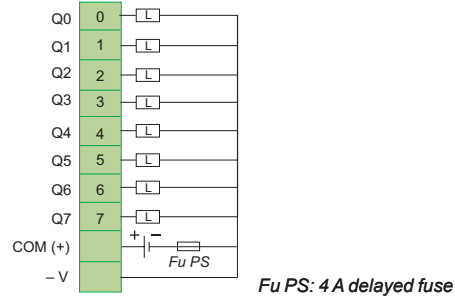 Q0 0 L
Q1 1 L
Q2 2 L
Q3 3 L
Q4 4 L
Q5 5 L
Q6 6 L
Q7 7 L
COM (+) + −
Fu PS
– V
Fu PS: 4 A delayed fuse